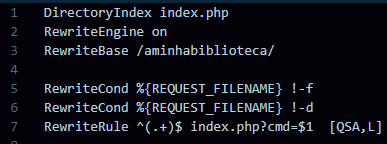 1 DirectoryIndex index.php
2 RewriteEngine on
3 RewriteBase /aminhabiblioteca/
4
5 RewriteCond %{REQUEST_FILENAME} !-f
6 RewriteCond %{REQUEST_FILENAME} !-d
7 RewriteRule ^(.+)$ index.php?cmd=$1  [QSA,L]